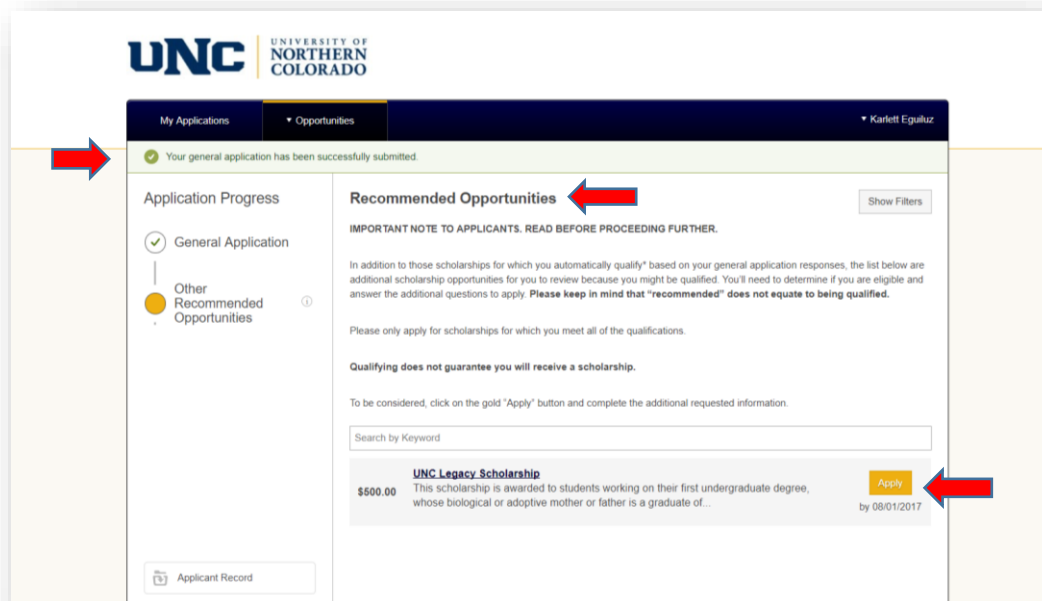 UNC
UNIVERSITY OF
NORTHERN
COLORADO
My Applications
Opportunities
Karlett Eguiluz
Your general application has been successfully submitted.
Application Progress
General Application
Other
Recommended
Opportunities
Applicant Record
Recommended Opportunities
Show Filters
IMPORTANT NOTE TO APPLICANTS. READ BEFORE PROCEEDING FURTHER.
In addition to those scholarships for which you automatically qualify* based on your general application responses, the list below are
additional scholarship opportunities for you to review because you might be qualified. You'll need to determine if you are eligible and
answer the additional questions to apply. Please keep in mind that “recommended” does not equate to being qualified.
Please only apply for scholarships for which you meet all of the qualifications.
Qualifying does not guarantee you will receive a scholarship.
To be considered, click on the gold "Apply" button and complete the additional requested information.
Search by Keyword
$500.00
UNC Legacy Scholarship
This scholarship is awarded to students working on their first undergraduate degree,
whose biological or adoptive mother or father is a graduate of...
Apply
by 08/01/2017